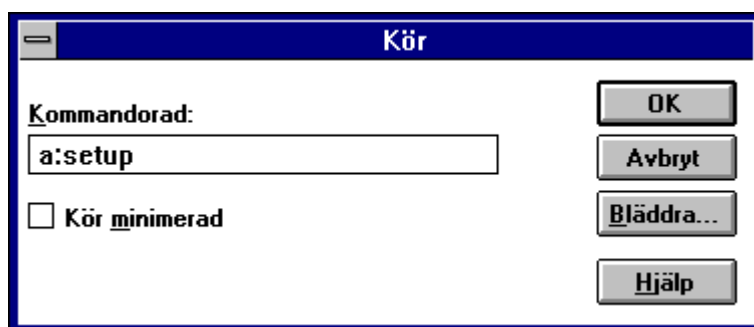 Kör
Kommandorad:
a:setup
Kör minimerad
OK
Avbryt
Bläddra...
Hjälp